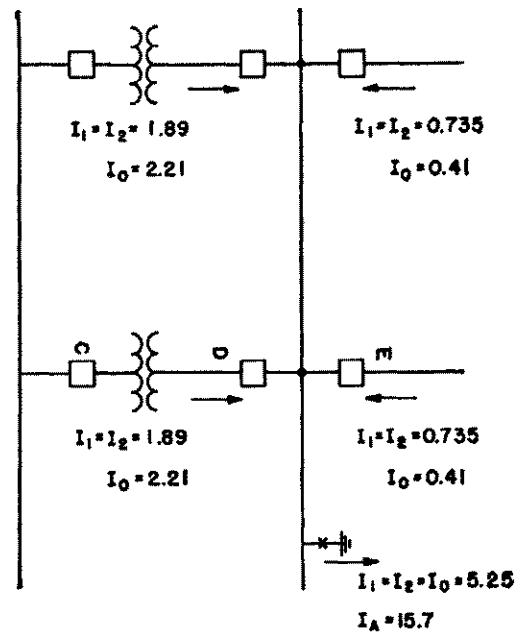 I₁=I₂= 1.89
I₀=2.21
I₁=I₂=0.735
I₀=0.41
C
D
E
I₁=I₂=1.89
I₀=2.21
I₁=I₂=0.735
I₀=0.41
I₁=I₂=I₀=5.25
I_A=15.7